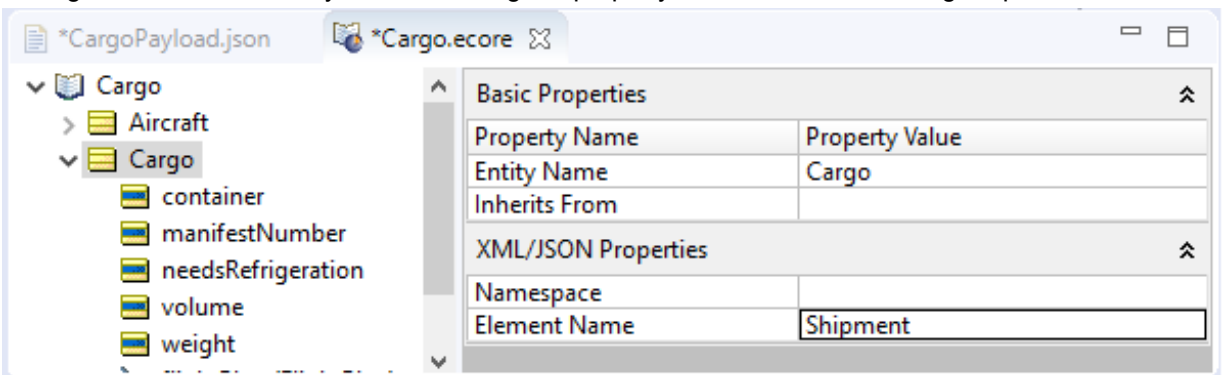 *CargoPayload.json
*Cargo.ecore
Cargo
Aircraft
Cargo
container
manifestNumber
needsRefrigeration
volume
weight
Basic Properties
Property Name Property Value
Entity Name Cargo
Inherits From
XML/JSON Properties
Namespace
Element Name Shipment